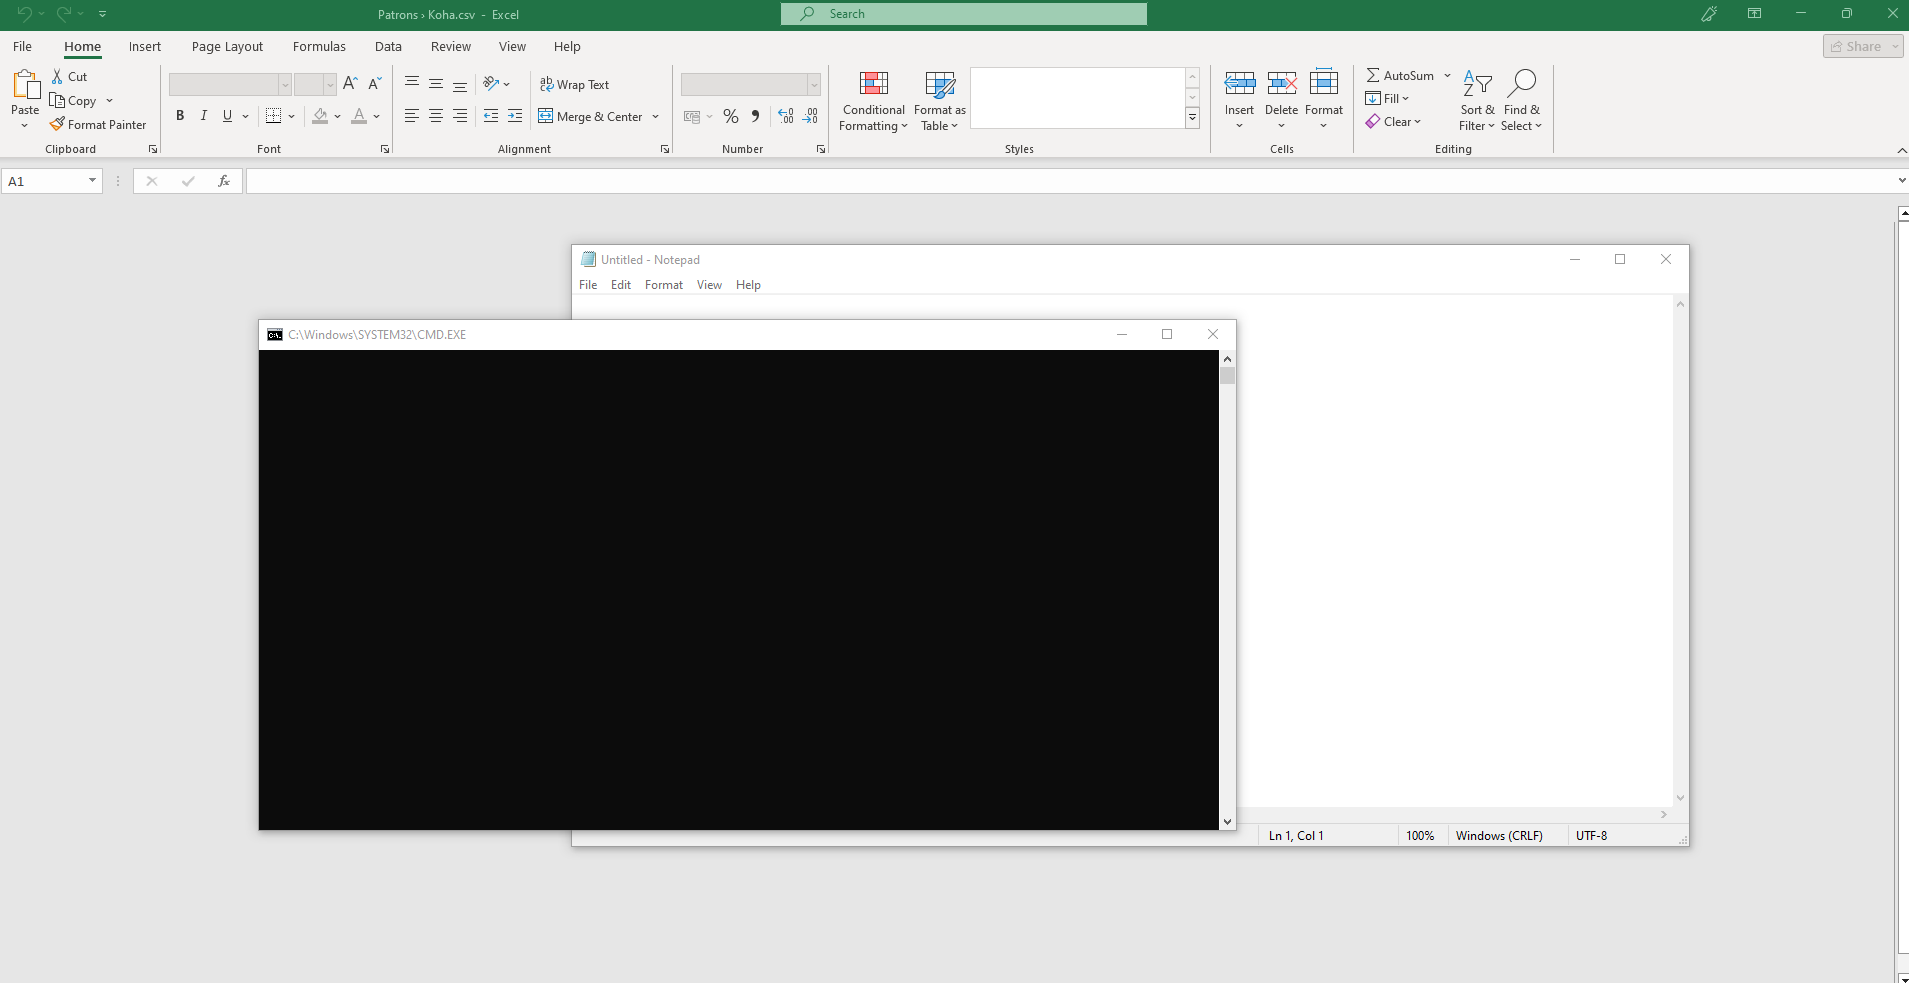 Patrons › Koha.csv - Excel
Search
File Home Insert Page Layout Formulas Data Review View Help
Share
Paste
Cut
Copy
Format Painter
Clipboard
B I U
A A
A
Font
ab
Wrap Text
Merge & Center
Alignment
%
Number
Conditional Formatting
Format as Table
Styles
Insert
Delete
Format
Cells
AutoSum
Fill
Clear
Sort & Filter
Find & Select
Editing
A1
fx
Untitled - Notepad
File Edit Format View Help
C:\Windows\SYSTEM32\CMD.EXE
Ln 1, Col 1
100%
Windows (CRLF)
UTF-8